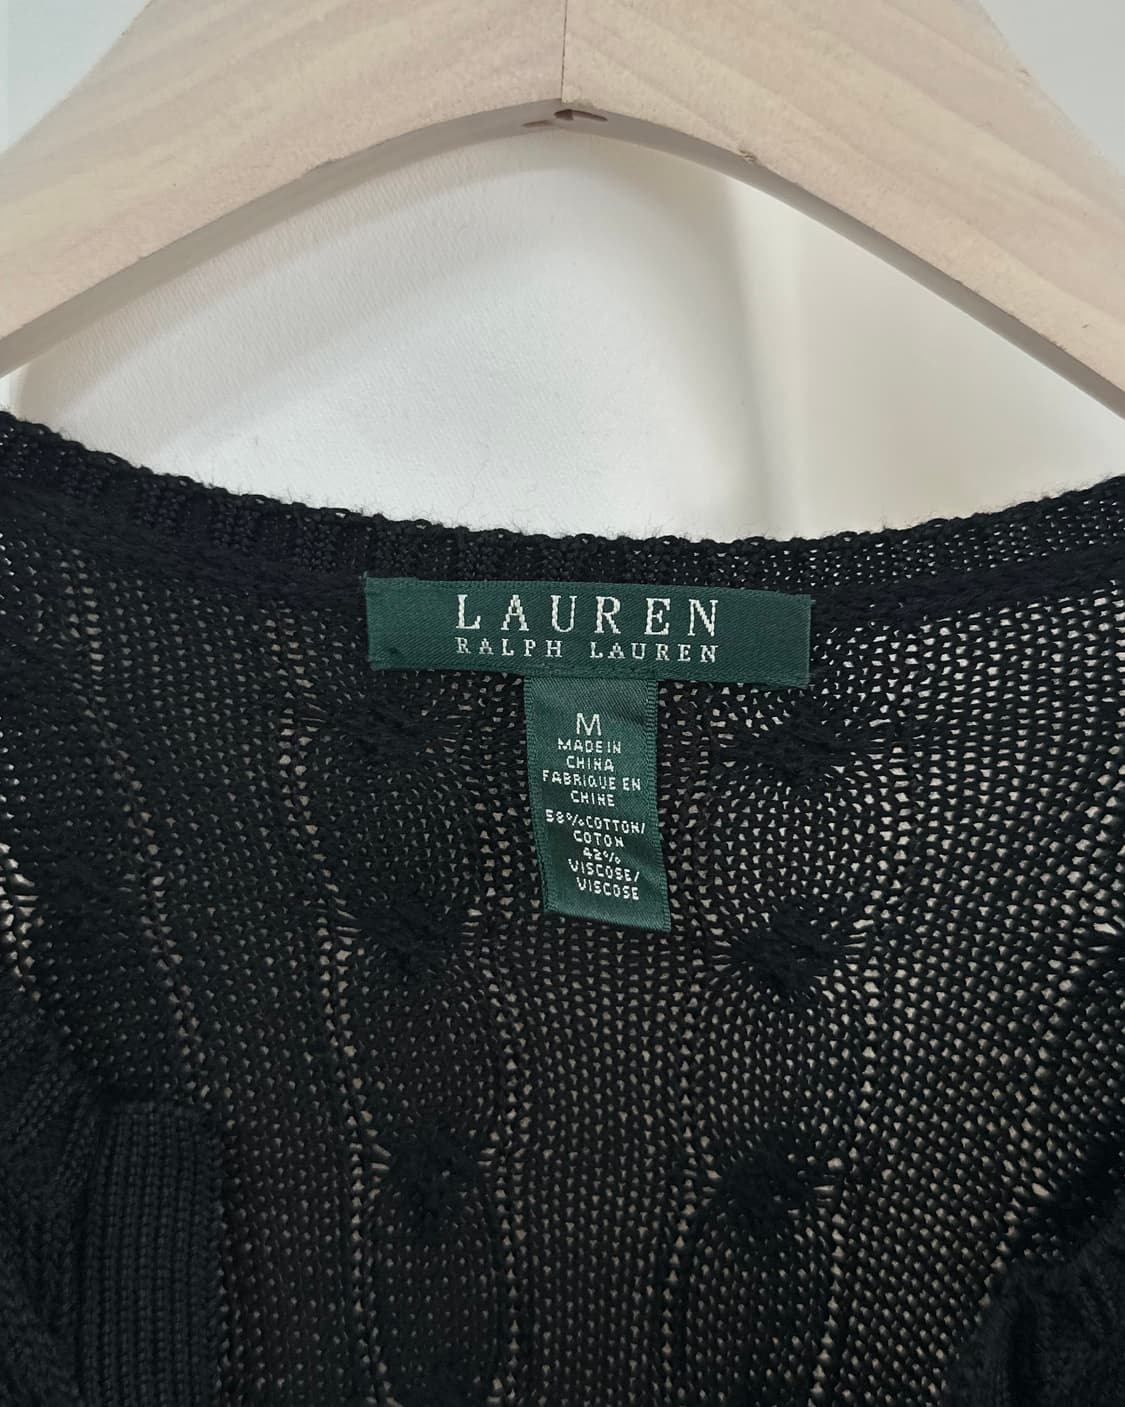 LAUREN
RALPH LAUREN
M
MADE IN
CHINA
FABRIQUE EN
CHINE
58%COTTON/
COTON
42%
VISCOSE/
VISCOSE